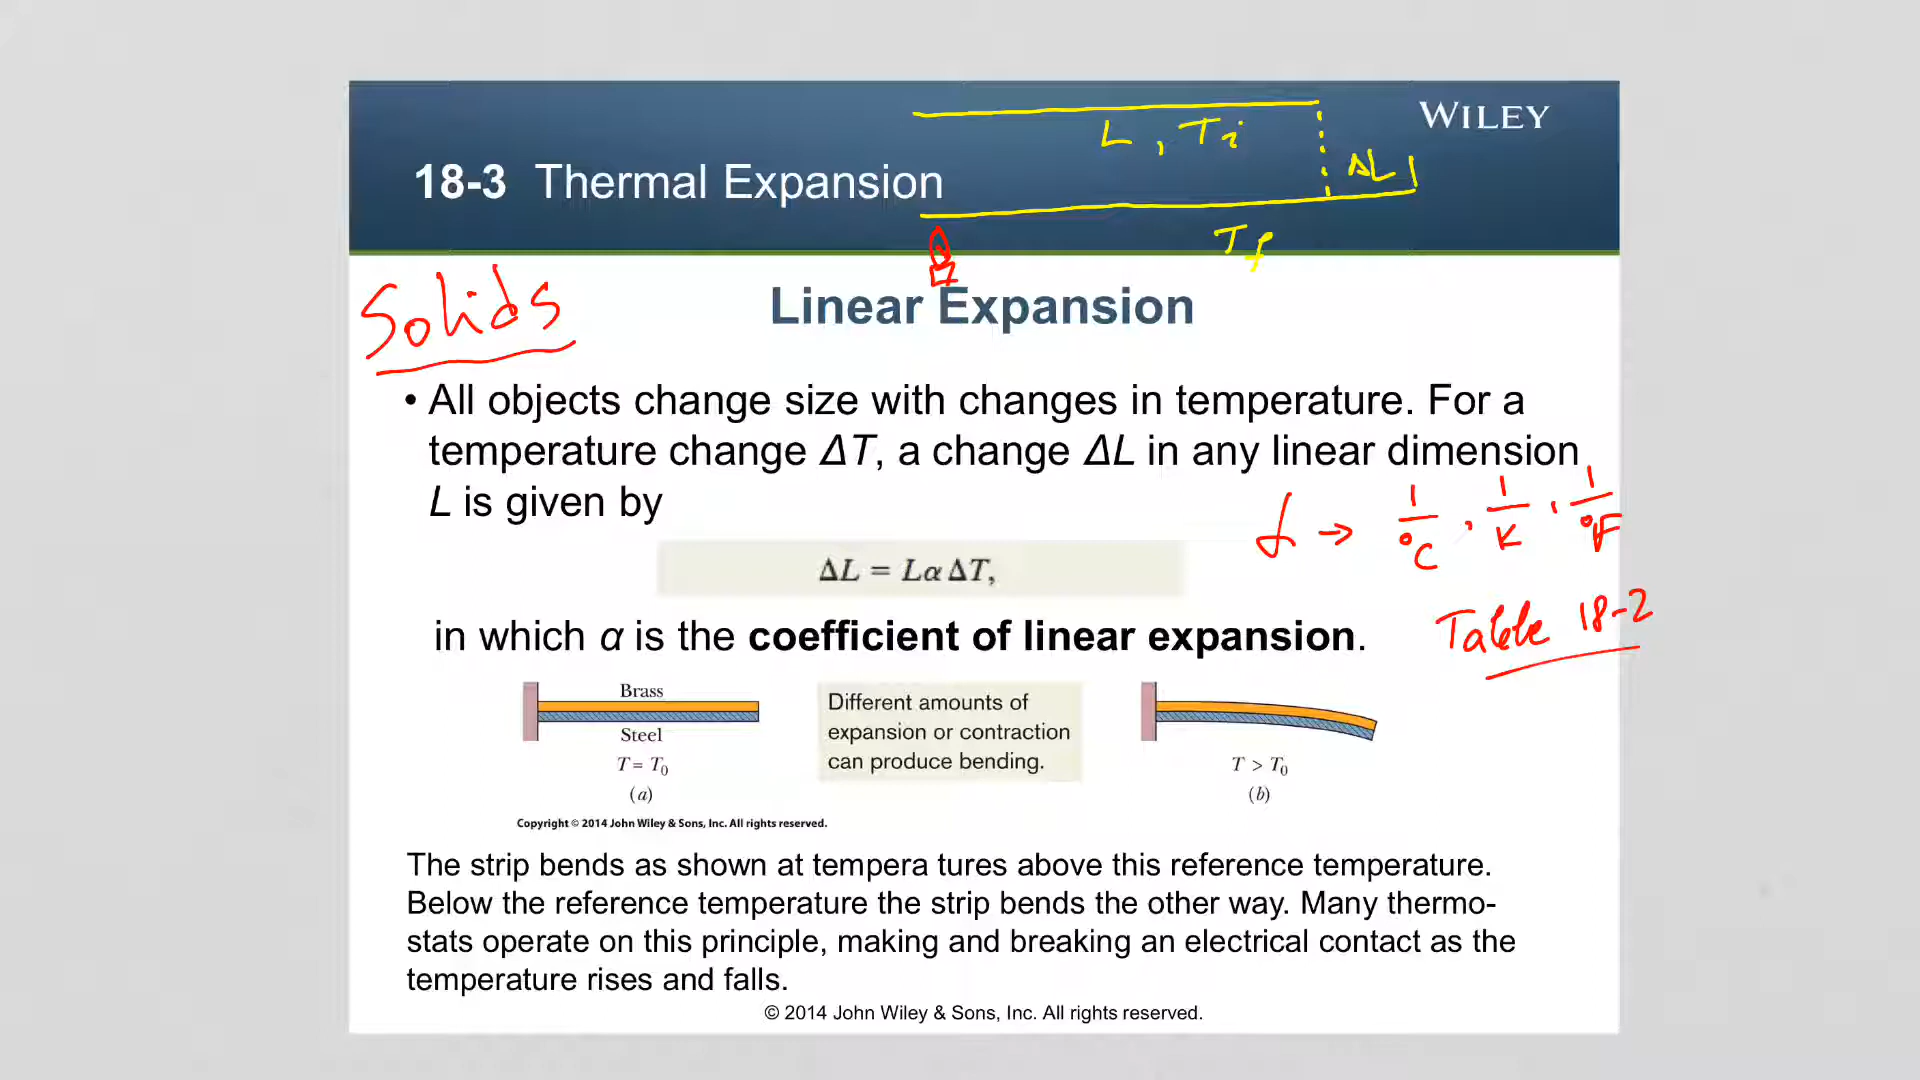 WILEY
L , Ti
18-3 Thermal Expansion
ΔL
Tf
Solids
Linear Expansion
• All objects change size with changes in temperature. For a
temperature change ΔT, a change ΔL in any linear dimension
L is given by
α → 1/°C , 1/K , 1/°F
ΔL = Lα ΔT,
in which α is the coefficient of linear expansion.
Table 18-2
Brass
Steel
T = T0
(a)
Different amounts of
expansion or contraction
can produce bending.
T > T0
(b)
Copyright © 2014 John Wiley & Sons, Inc. All rights reserved.
The strip bends as shown at tempera tures above this reference temperature.
Below the reference temperature the strip bends the other way. Many thermo-
stats operate on this principle, making and breaking an electrical contact as the
temperature rises and falls.
© 2014 John Wiley & Sons, Inc. All rights reserved.